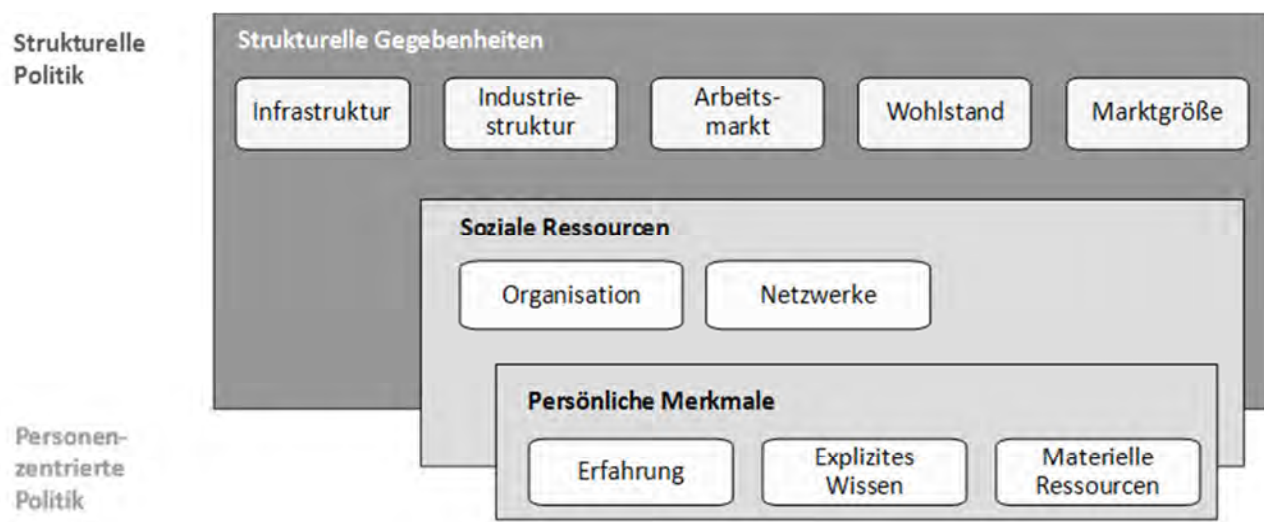 Strukturelle
Politik
Strukturelle Gegebenheiten
Infrastruktur
Industrie-
struktur
Arbeits-
markt
Wohlstand
Marktgröße
Soziale Ressourcen
Organisation
Netzwerke
Persönliche Merkmale
Erfahrung
Explizites
Wissen
Materielle
Ressourcen
Personen-
zentrierte
Politik